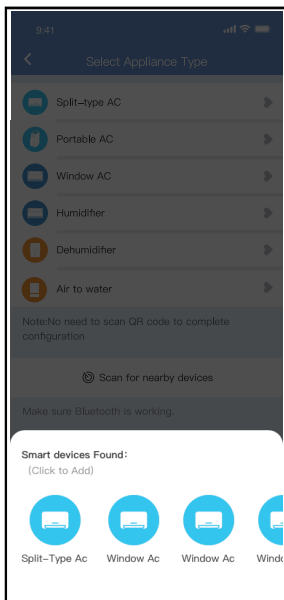 9:41
Select Appliance Type
Split-type AC
Portable AC
Window AC
Humidifier
Dehumidifier
Air to water
Note:No need to scan QR code to complete
configuration
Scan for nearby devices
Make sure Bluetooth is working.
Smart devices Found:
(Click to Add)
Split-Type Ac Window Ac Window Ac Windo